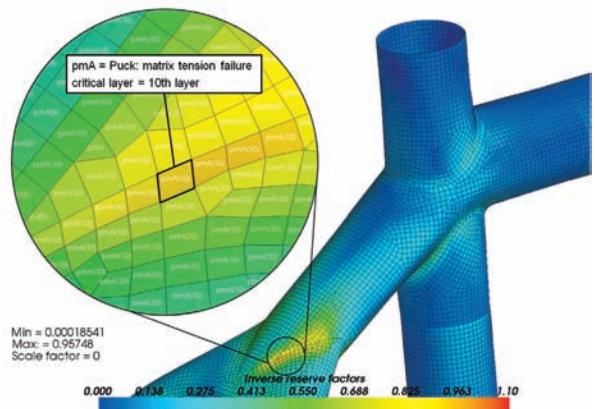 pmA = Puck: matrix tension failure
critical layer = 10th layer
pmA(10)
Min = 0.00018541
Max: = 0.95748
Scale factor = 0
Inverse reserve factors
0.000 0.138 0.275 0.413 0.550 0.688 0.825 0.963 1.10